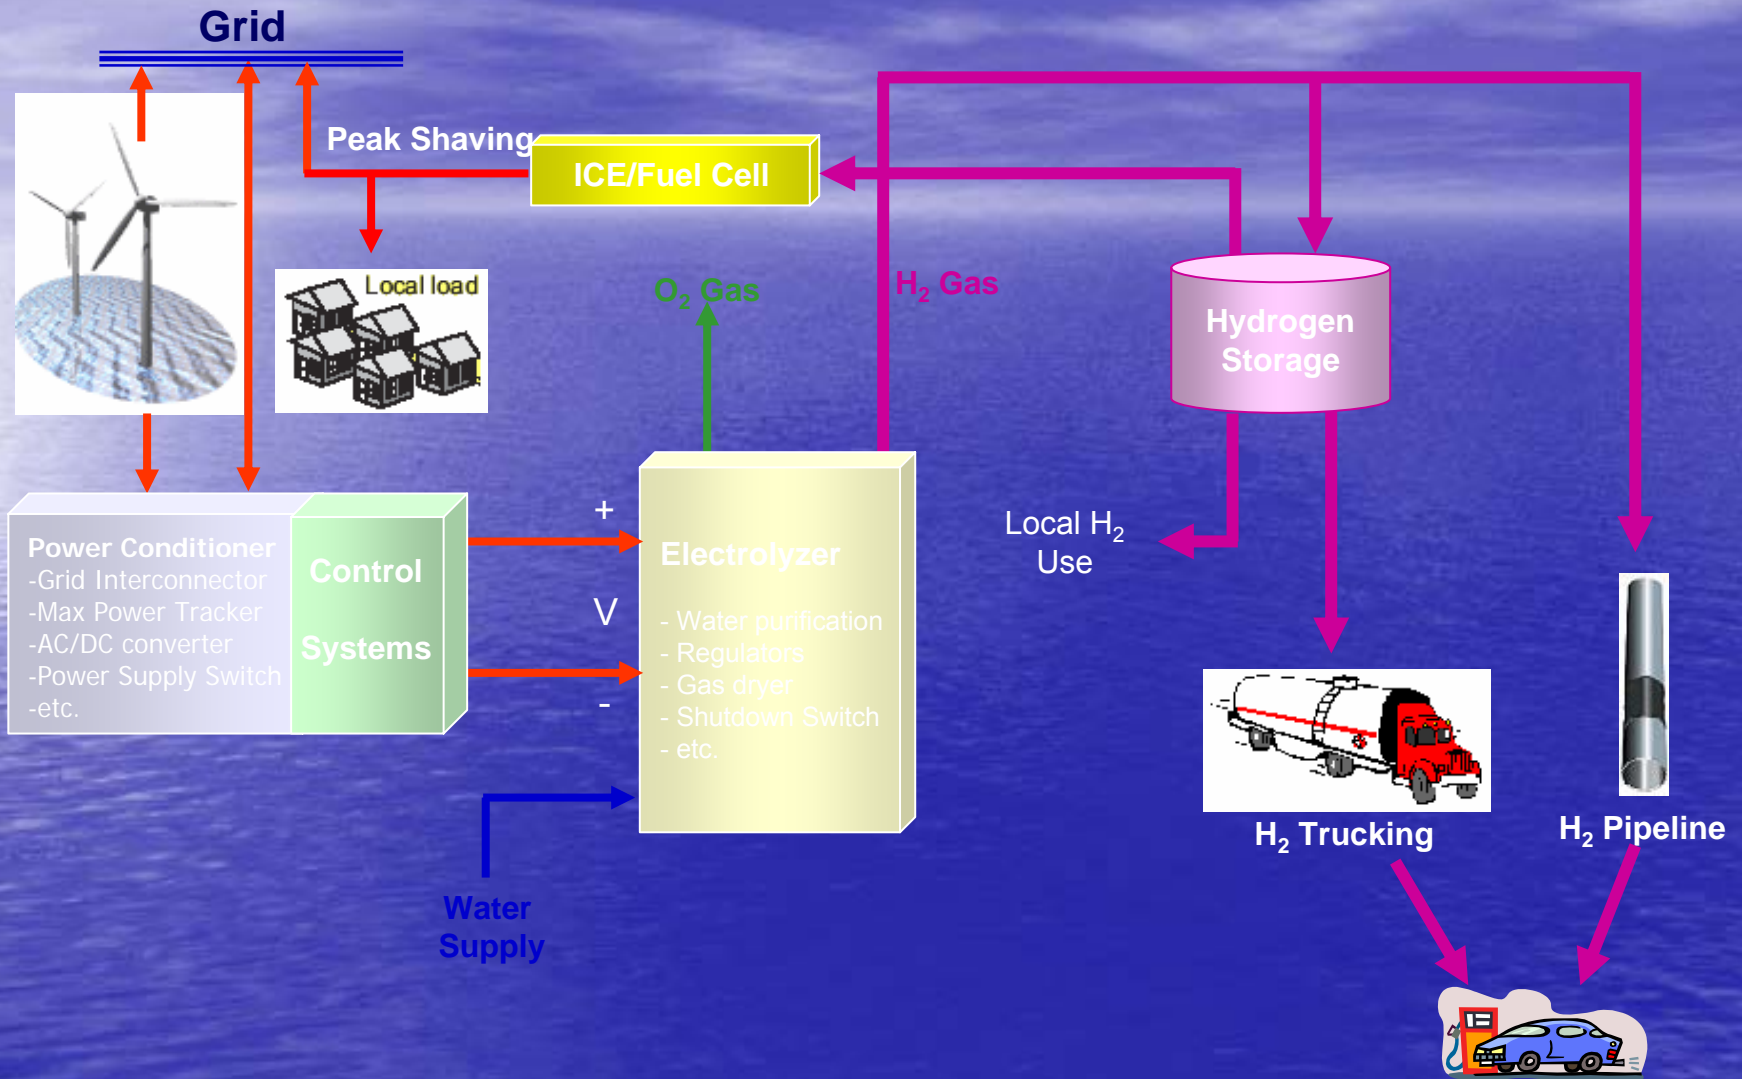 Grid
Peak Shaving
ICE/Fuel Cell
Local load
O₂ Gas
H₂ Gas
Hydrogen
Storage
Power Conditioner
-Grid Interconnector
-Max Power Tracker
-AC/DC converter
-Power Supply Switch
-etc.
Control
Systems
+
V
-
Electrolyzer
- Water purification
- Regulators
- Gas dryer
- Shutdown Switch
- etc.
Local H₂
Use
Water
Supply
H₂ Trucking
H₂ Pipeline